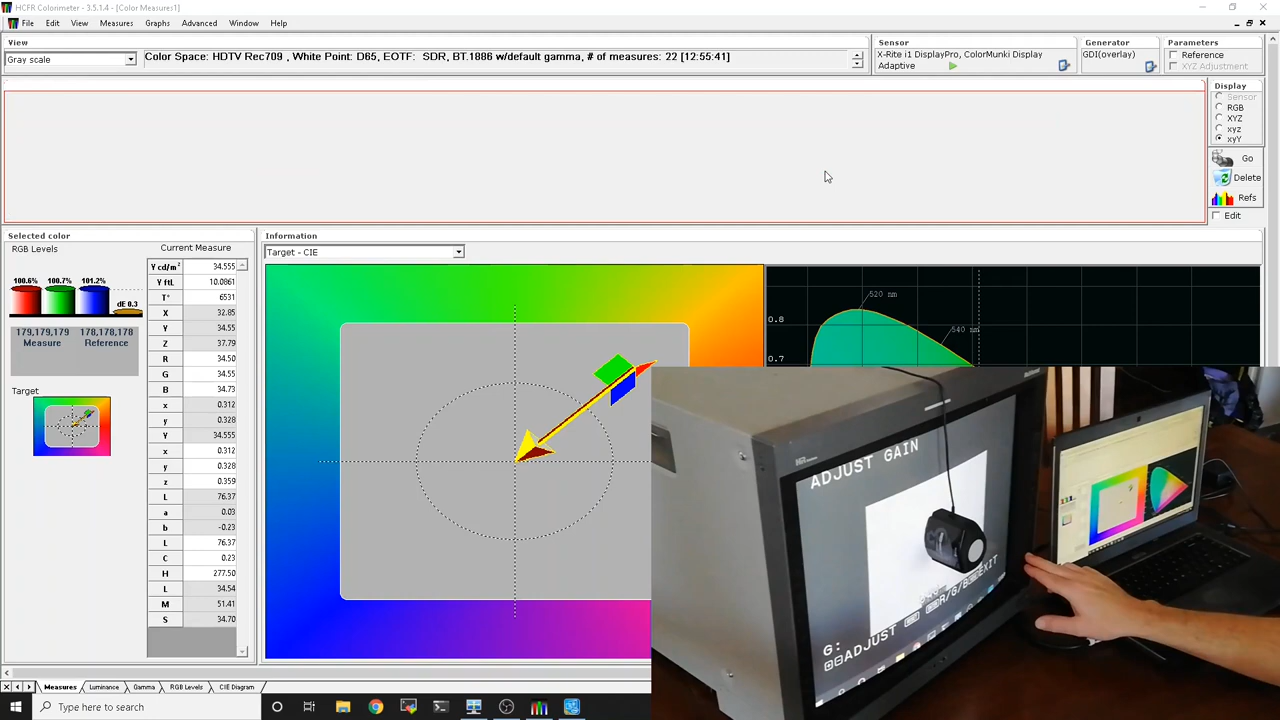 HCFR Colorimeter - 3.5.1.4 - [Color Measures1]
File Edit View Measures Graphs Advanced Window Help
View
Gray scale
Color Space: HDTV Rec709 , White Point: D65, EOTF: SDR, BT.1886 w/default gamma, # of measures: 22 [12:55:41]
Sensor
X-Rite i1 DisplayPro, ColorMunki Display
Adaptive
Generator
GDI(overlay)
Parameters
Reference
XYZ Adjustment
Display
Sensor
RGB
XYZ
xyz
xyY
Go
Delete
Refs
Edit
Selected color
RGB Levels
100.6% 100.7% 101.2%
dE 0.3
179,179,179
Measure
178,178,178
Reference
Target
Current Measure
Y cd/m² 34.555
Y ftL 10.0861
T° 6531
X 32.85
Y 34.55
Z 37.79
R 34.50
G 34.55
B 34.73
x 0.312
y 0.328
Y 34.555
x 0.312
y 0.328
z 0.359
L 76.37
a 0.03
b -0.23
L 76.37
C 0.23
H 277.50
L 34.54
M 51.41
S 34.70
Information
Target - CIE
520 nm
540 nm
0.8
0.7
ADJUST GAIN
G:
ADJUST
R/G/B
EXIT
Measures Luminance Gamma RGB Levels CIE Diagram
Type here to search